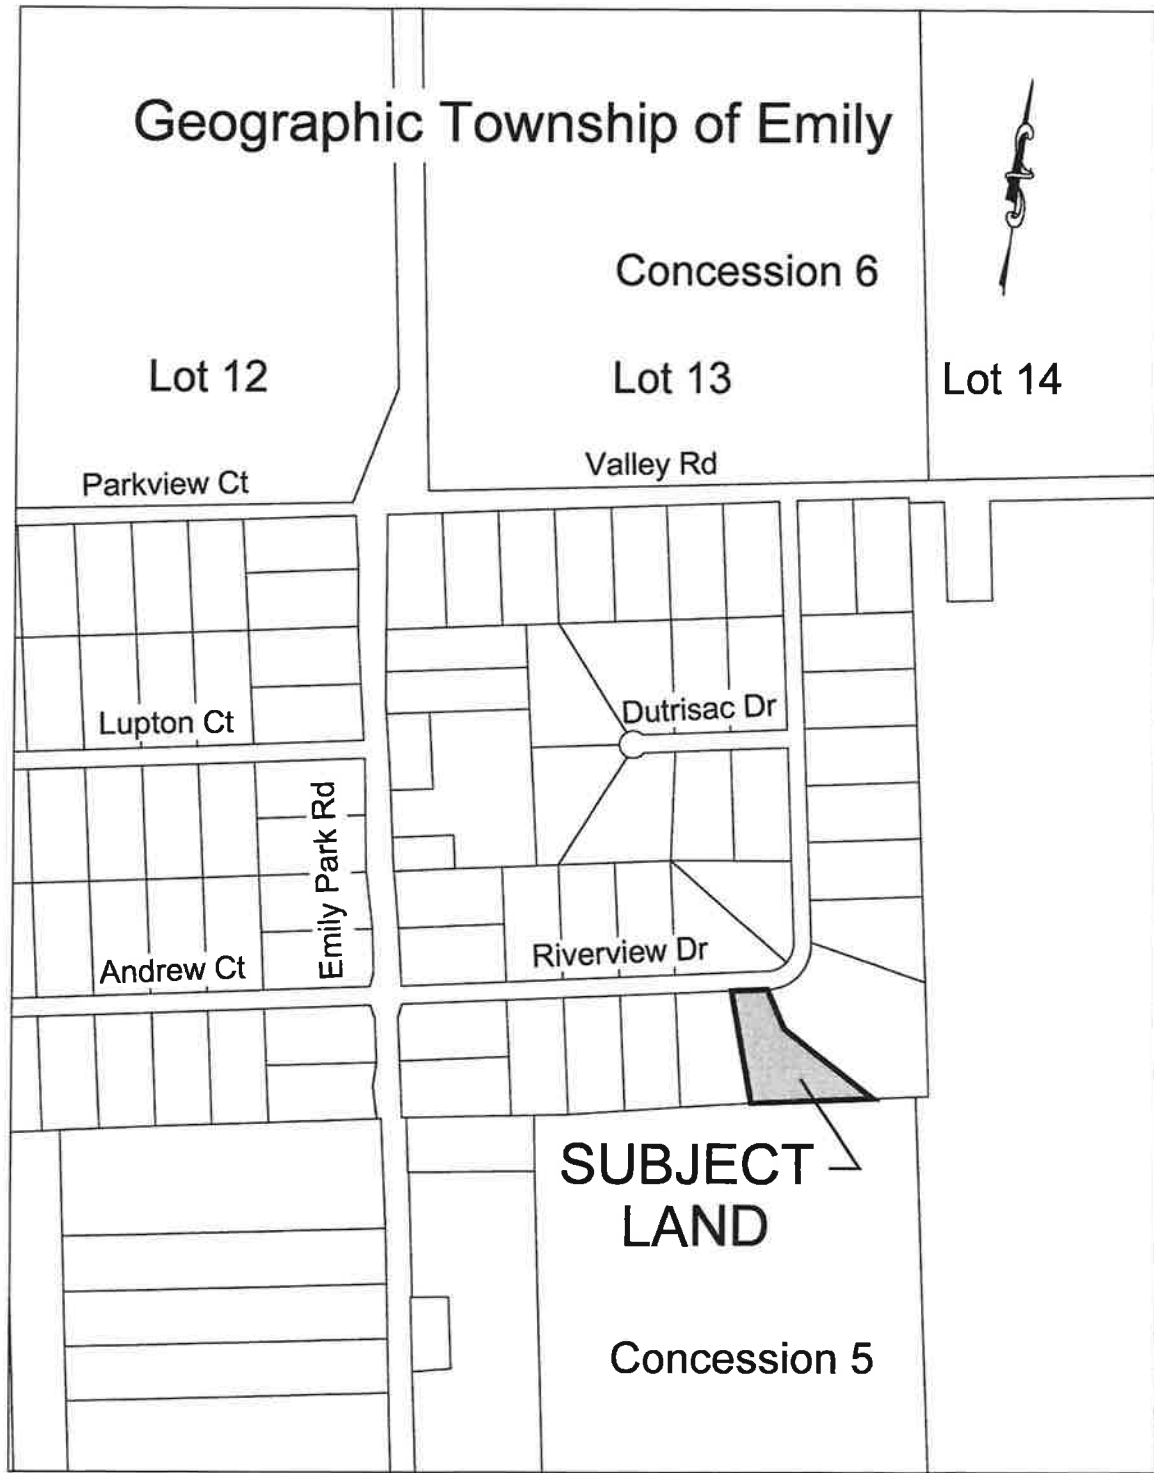 Geographic Township of Emily
Concession 6
Lot 12
Lot 13
Lot 14
Valley Rd
Parkview Ct
Dutrisac Dr
Lupton Ct
Emily Park Rd
Riverview Dr
Andrew Ct
SUBJECT
LAND
Concession 5